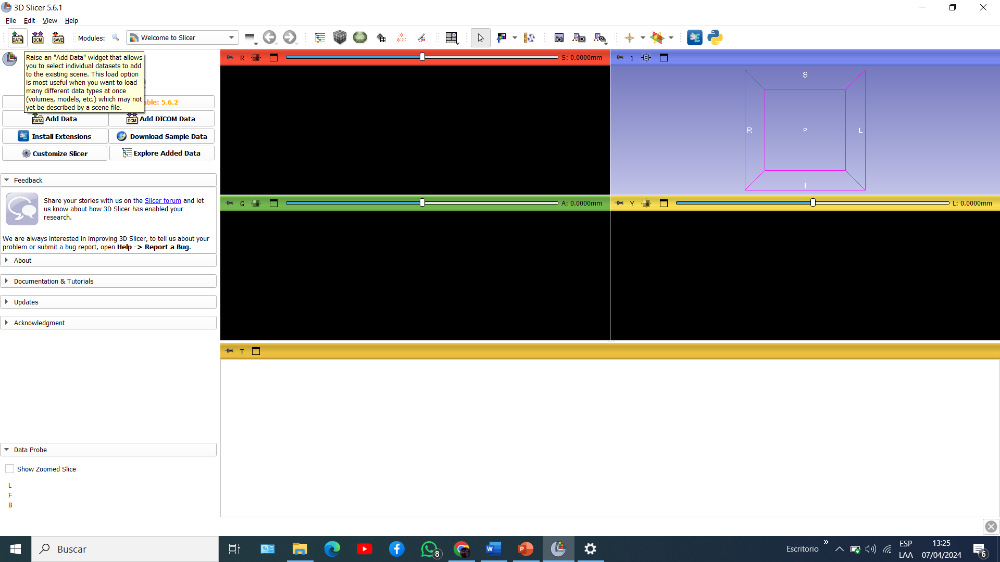 3D Slicer 5.6.1
File Edit View Help
DATA DCM SAVE Modules: Welcome to Slicer
Raise an "Add Data" widget that allows
you to select individual datasets to add
to the existing scene. This load option
is most useful when you want to load
many different data types at once
(volumes, models, etc.) which may not
yet be described by a scene file.
able: 5.6.2
DATA Add Data
DCM Add DICOM Data
Install Extensions
Download Sample Data
Customize Slicer
Explore Added Data
Feedback
Share your stories with us on the Slicer forum and let
us know about how 3D Slicer has enabled your
research.
We are always interested in improving 3D Slicer, to tell us about your
problem or submit a bug report, open Help -> Report a Bug.
About
Documentation & Tutorials
Updates
Acknowledgment
Data Probe
Show Zoomed Slice
L
F
B
R S: 0.0000mm
1
S
R P L
I
G A: 0.0000mm
Y L: 0.0000mm
T
Buscar
8
Escritorio
ESP
LAA
13:25
07/04/2024
6